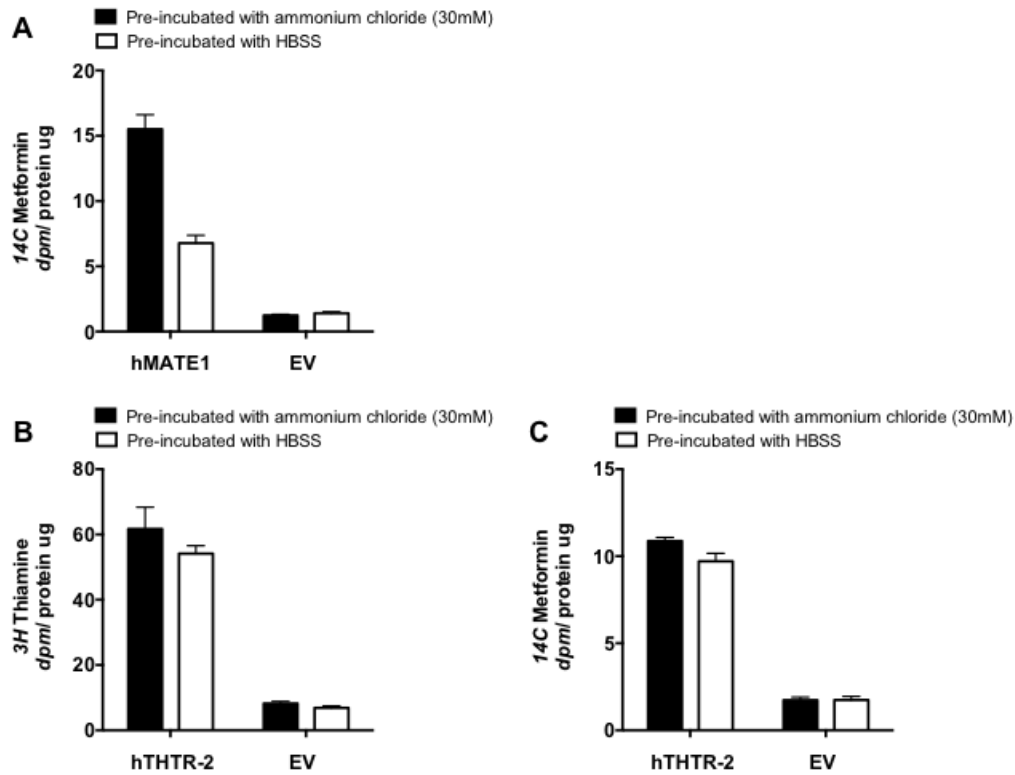 A
Pre-incubated with ammonium chloride (30mM)
Pre-incubated with HBSS
14C Metformin
dpm/ protein ug
20
15
10
5
0
hMATE1 EV
B
Pre-incubated with ammonium chloride (30mM)
Pre-incubated with HBSS
3H Thiamine
dpm/ protein ug
80
60
40
20
0
hTHTR-2 EV
C
Pre-incubated with ammonium chloride (30mM)
Pre-incubated with HBSS
14C Metformin
dpm/ protein ug
15
10
5
0
hTHTR-2 EV